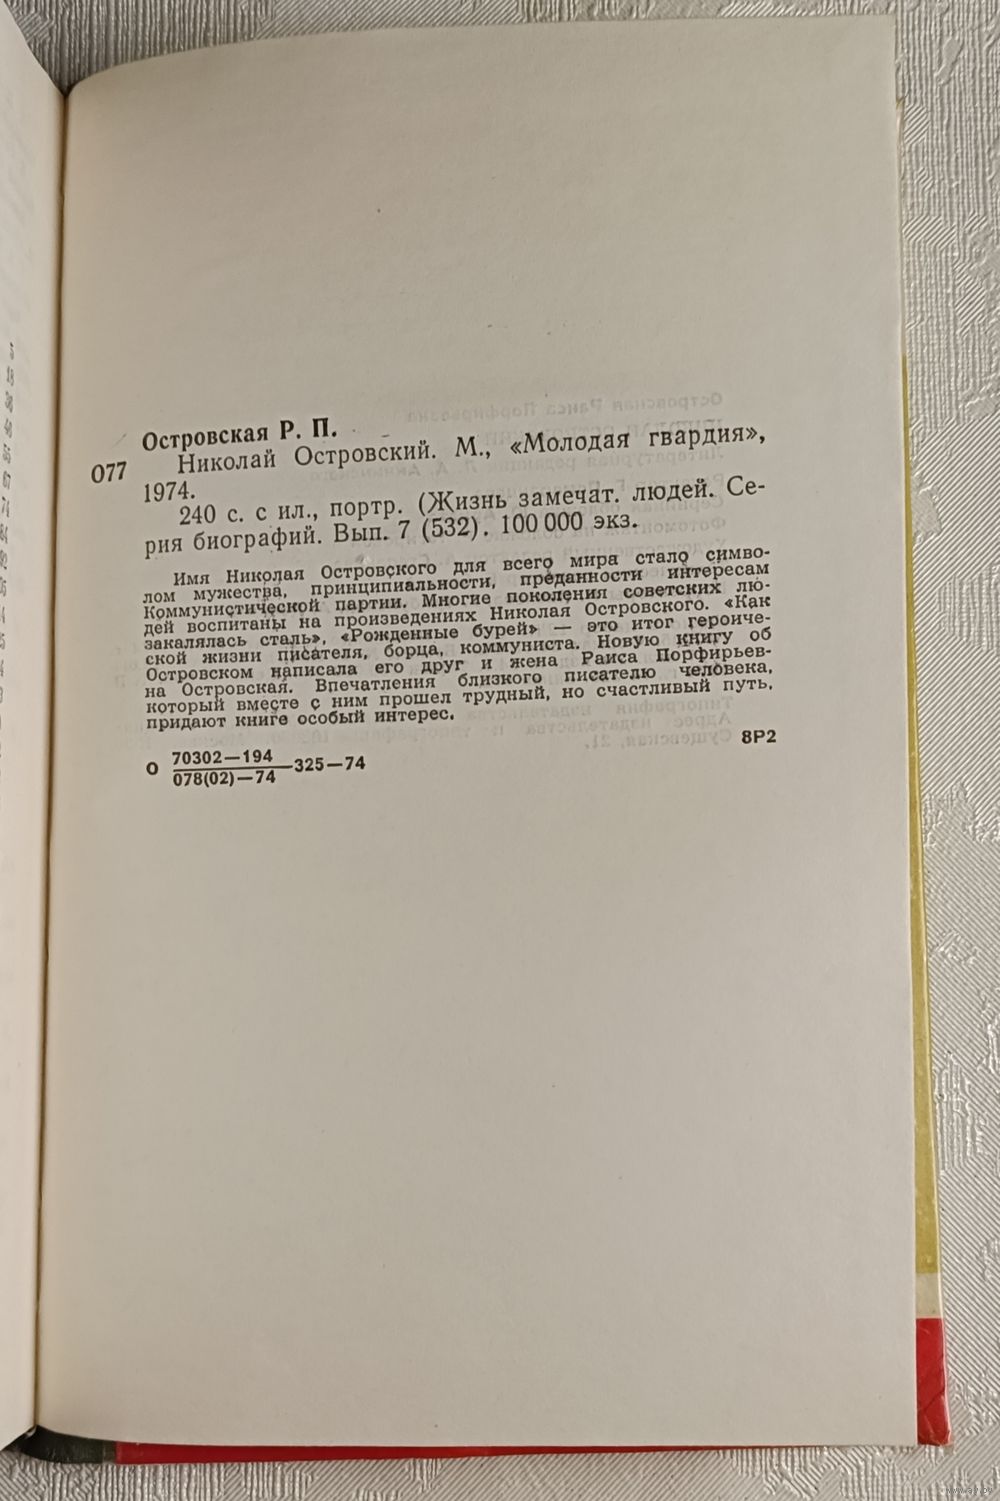 Островская Р. П.
О77 Николай Островский. М., «Молодая гвардия»,
1974.
240 с. с ил., портр. (Жизнь замечат. людей. Се-
рия биографий. Вып. 7 (532). 100 000 экз.
Имя Николая Островского для всего мира стало симво-
лом мужества, принципиальности, преданности интересам
Коммунистической партии. Многие поколения советских лю-
дей воспитаны на произведениях Николая Островского. «Как
закалялась сталь», «Рожденные бурей» — это итог героиче-
ской жизни писателя, борца, коммуниста. Новую книгу об
Островском написала его друг и жена Раиса Порфирьев-
на Островская. Впечатления близкого писателю человека,
который вместе с ним прошел трудный, но счастливый путь,
придают книге особый интерес.
О 70302—194
078(02)—74 —325—74
8Р2